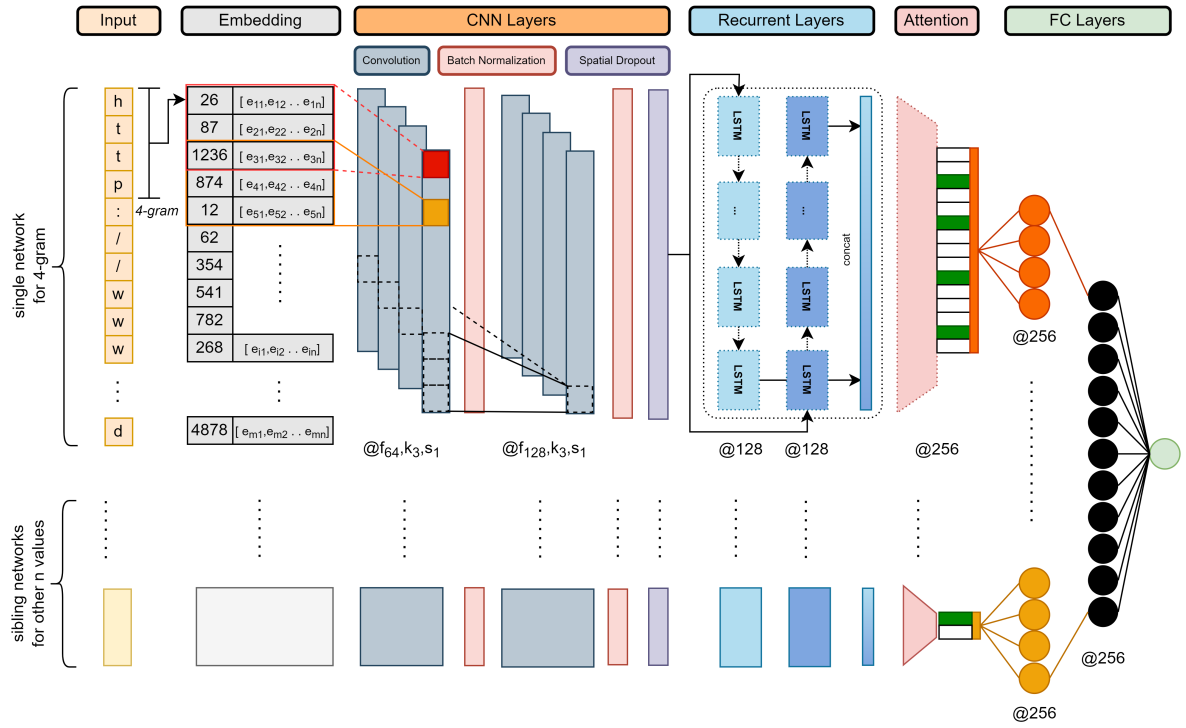 Input
Embedding
CNN Layers
Recurrent Layers
Attention
FC Layers
Convolution
Batch Normalization
Spatial Dropout
single network
for 4-gram
h
t
t
p
:
/
/
w
w
w
d
4-gram
26 [ e11,e12 . . e1n]
87 [ e21,e22 . . e2n]
1236 [ e31,e32 . . e3n]
874 [ e41,e42 . . e4n]
12 [ e51,e52 . . e5n]
62
354
541
782
268 [ ei1,ei2 . . ein]
4878 [ em1,em2 . . emn]
@f64,k3,s1
@f128,k3,s1
LSTM
...
LSTM
LSTM
LSTM
...
LSTM
LSTM
concat
@128
@128
@256
@256
sibling networks
for other n values
@256
@256